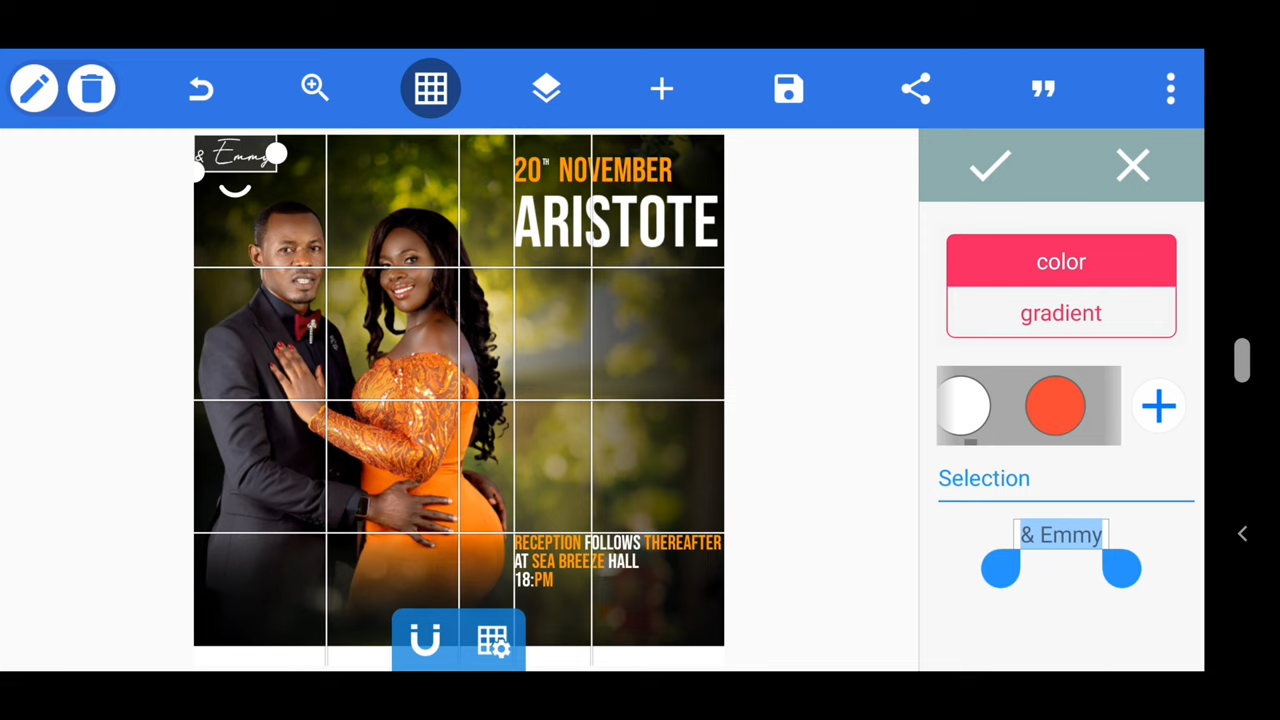 & Emmy
20TH NOVEMBER
ARISTOTE
RECEPTION FOLLOWS THEREAFTER
AT SEA BREEZE HALL
18:PM
color
gradient
Selection
& Emmy